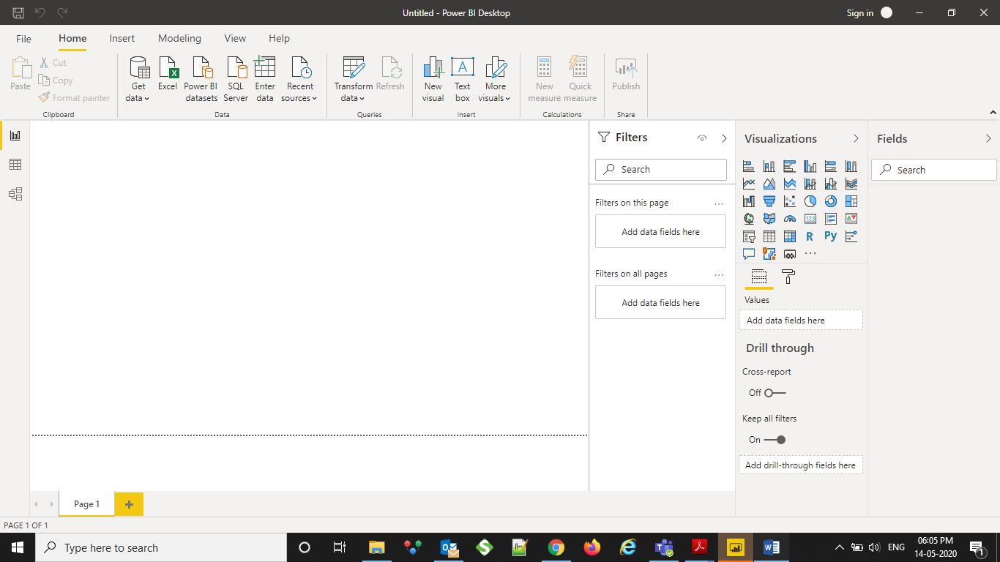 Untitled - Power BI Desktop
Sign in
File
Home
Insert
Modeling
View
Help
Paste
Cut
Copy
Format painter
Clipboard
Get
data
Excel
Power BI
datasets
SQL
Server
Enter
data
Recent
sources
Data
Transform
data
Refresh
Queries
New
visual
Text
box
More
visuals
Insert
New
measure
Quick
measure
Calculations
Publish
Share
Filters
Search
Filters on this page
...
Add data fields here
Filters on all pages
...
Add data fields here
Visualizations
123
R
Py
...
Values
Add data fields here
Drill through
Cross-report
Off
Keep all filters
On
Add drill-through fields here
Fields
Search
Page 1
+
PAGE 1 OF 1
Type here to search
ENG
06:05 PM
14-05-2020
1